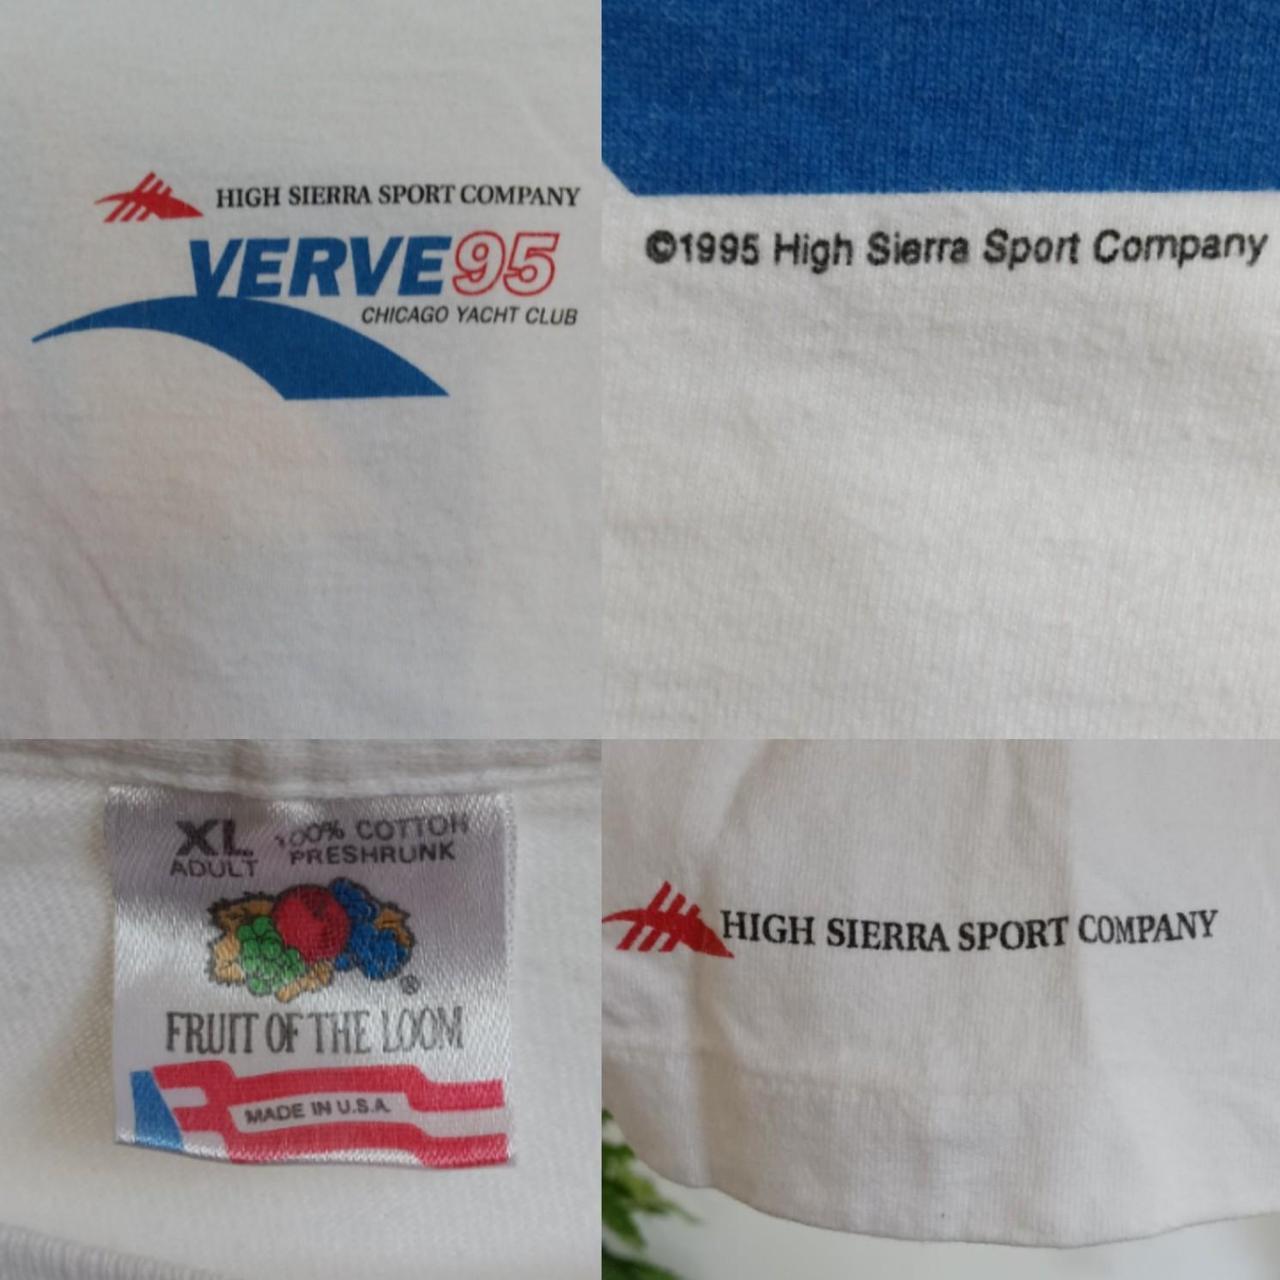 HIGH SIERRA SPORT COMPANY
VERVE95
CHICAGO YACHT CLUB
©1995 High Sierra Sport Company
XL 100% COTTON
ADULT PRESHRUNK
®
FRUIT OF THE LOOM
MADE IN U.S.A.
HIGH SIERRA SPORT COMPANY